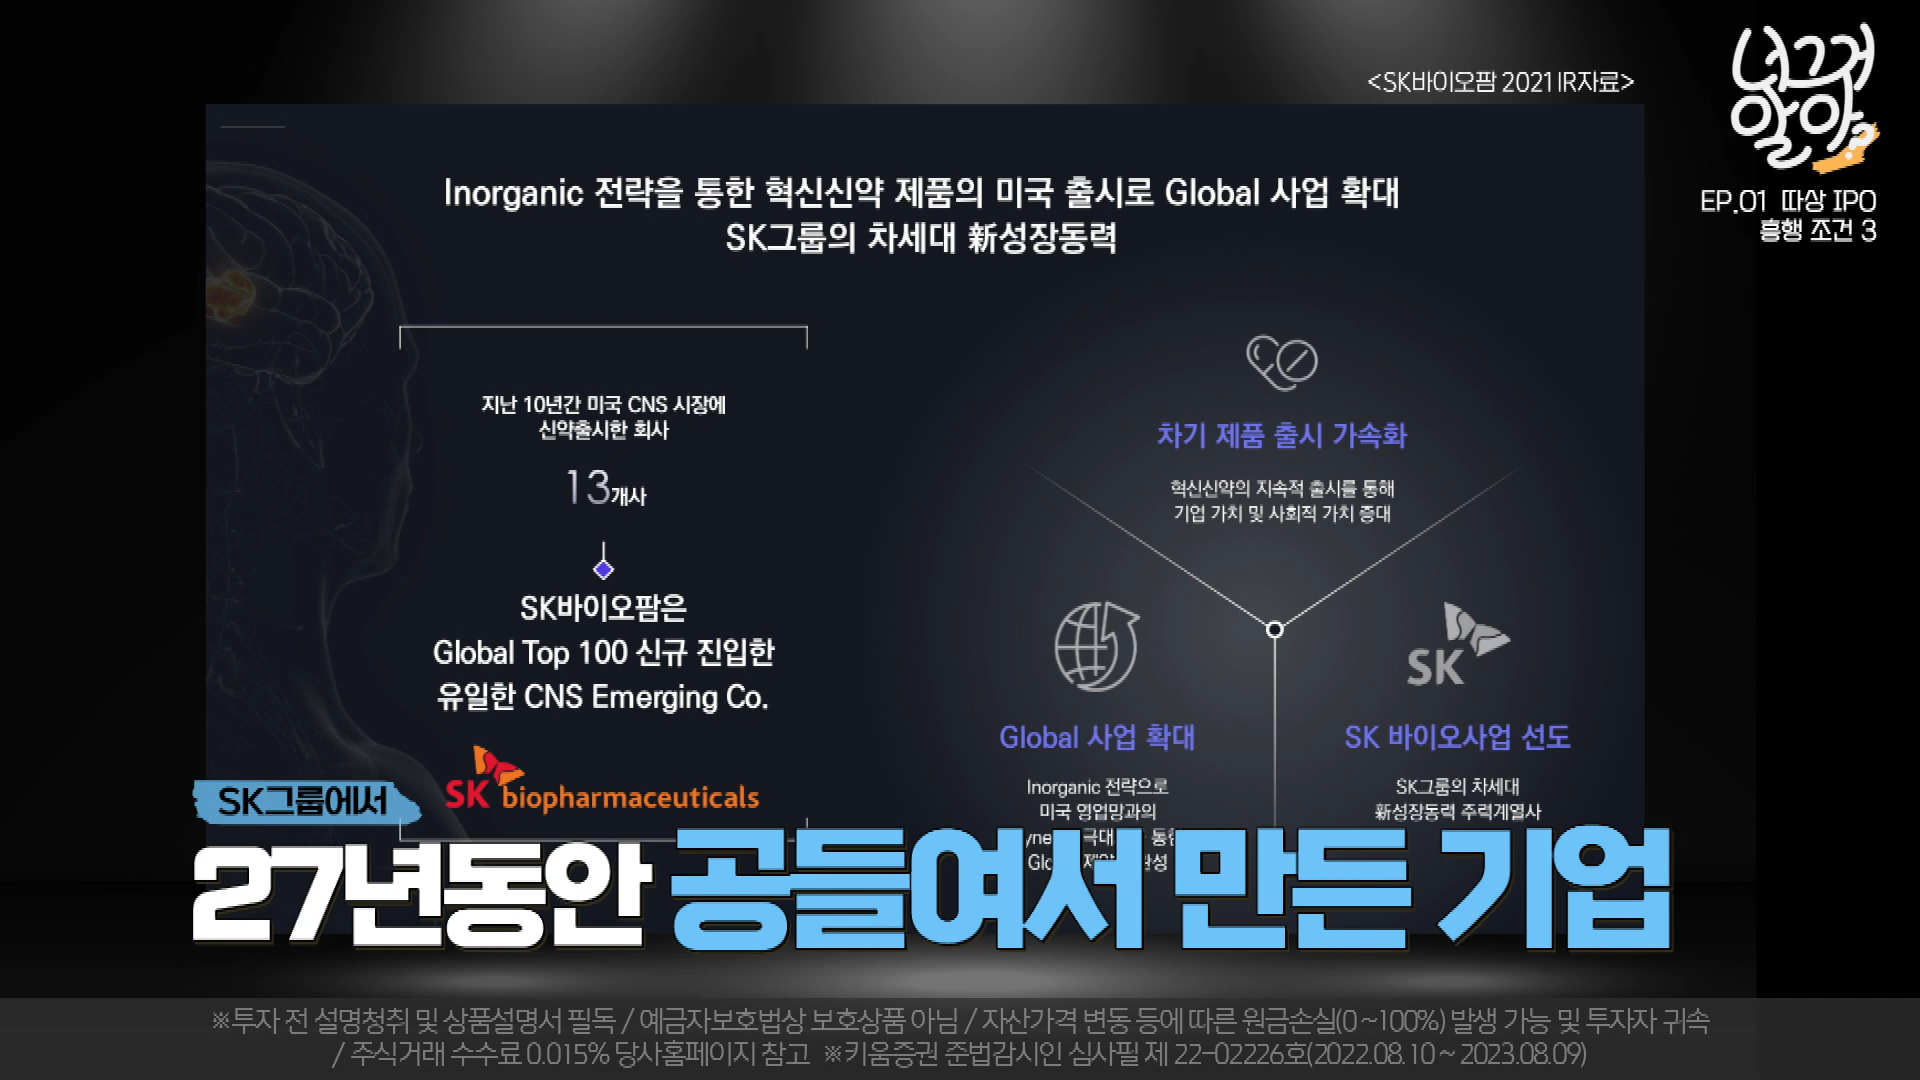 <SK바이오팜 2021 IR자료>
너 그거
알아?
EP.01 따상 IPO
흥행 조건 3
Inorganic 전략을 통한 혁신신약 제품의 미국 출시로 Global 사업 확대
SK그룹의 차세대 新성장동력
지난 10년간 미국 CNS 시장에
신약출시한 회사
13개사
SK바이오팜은
Global Top 100 신규 진입한
유일한 CNS Emerging Co.
SK biopharmaceuticals
차기 제품 출시 가속화
혁신신약의 지속적 출시를 통해
기업 가치 및 사회적 가치 증대
Global 사업 확대
Inorganic 전략으로
미국 영업망과의
극대 통한
SK
SK 바이오사업 선도
SK그룹의 차세대
新성장동력 주력계열사
SK그룹에서
27년동안 공들여서 만든 기업
※투자 전 설명청취 및 상품설명서 필독 / 예금자보호법상 보호상품 아님 / 자산가격 변동 등에 따른 원금손실(0~100%) 발생 가능 및 투자자 귀속
/ 주식거래 수수료 0.015% 당사홈페이지 참고 ※키움증권 준법감시인 심사필 제 22-02226호(2022.08.10 ~ 2023.08.09)